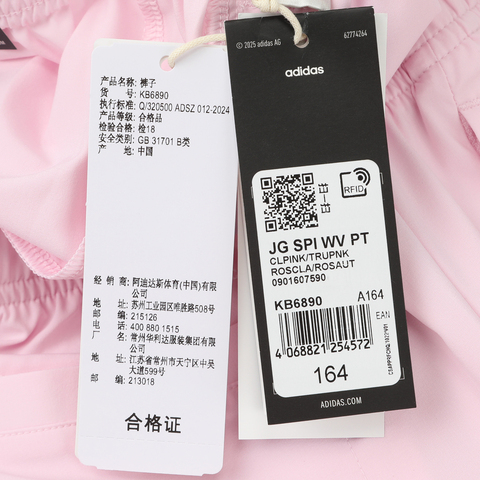 产品名称: 裤子
货 号: KB6890
执行标准: Q/320500 ADSZ 012-2024
产品等级: 合格品
检验合格: 检18
安全类别: GB 31701 B类
产 地: 中国
经 销 商: 阿迪达斯体育(中国)有限公司
地 址: 苏州工业园区唯胜路508号
邮 编: 215126
电 话: 400 880 1515
厂 名: 常州华利达服装集团有限公司
地 址: 江苏省常州市天宁区中吴大道599号
邮 编: 213018
合格证
© 2025 adidas AG
62774264
adidas
RFID
JG SPI WV PT
CLPINK/TRUPNK
ROSCLA/ROSAUT
0901607590
KB6890
A164
EAN
4 068821 254572
164
ADIDAS.COM